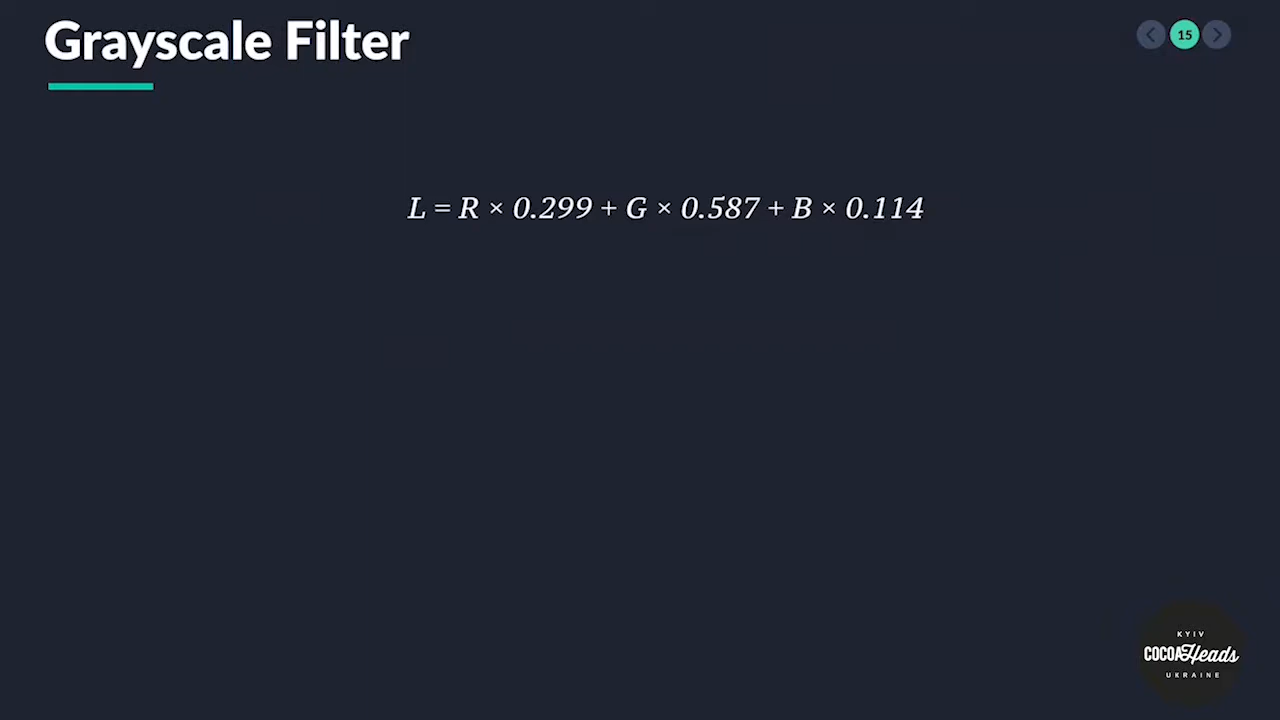 Grayscale Filter
15
L = R × 0.299 + G × 0.587 + B × 0.114
KYIV
COCOAHeads
UKRAINE